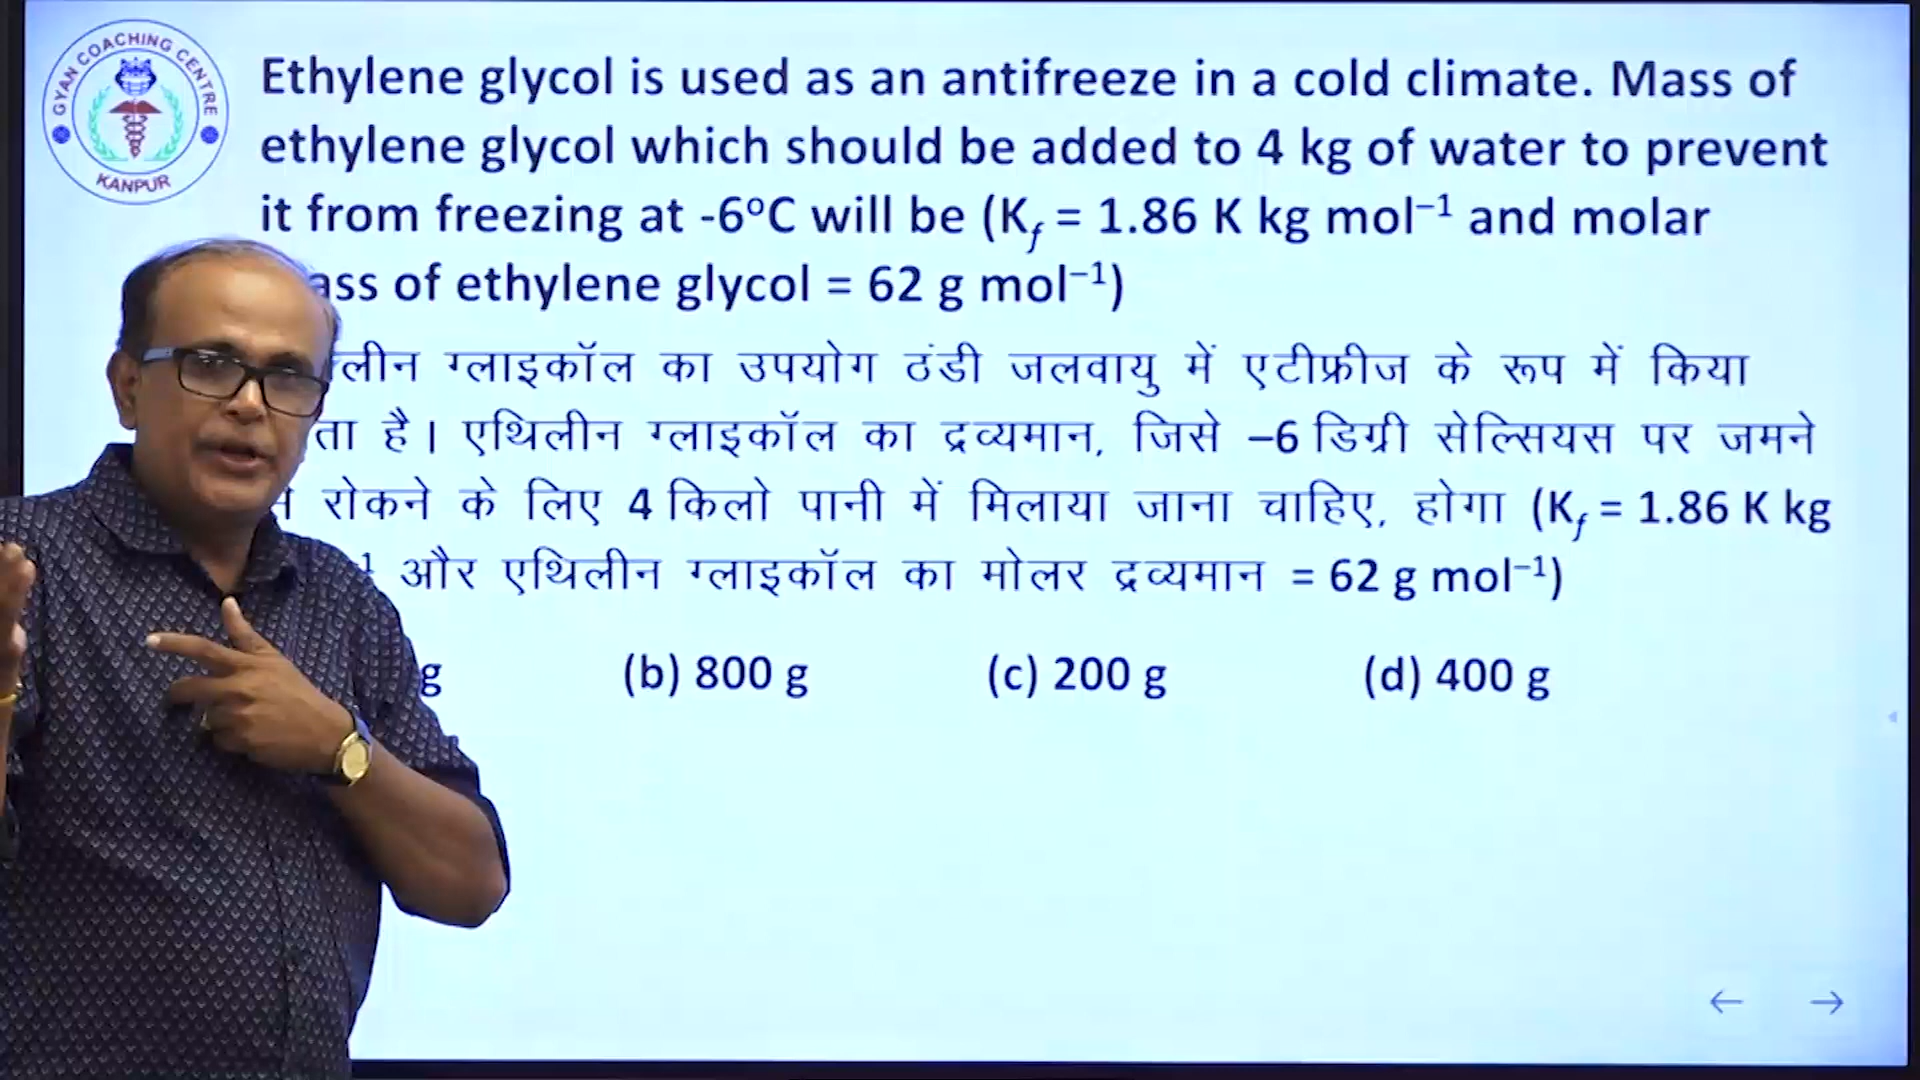 GYAN COACHING CENTRE
KANPUR
Ethylene glycol is used as an antifreeze in a cold climate. Mass of
ethylene glycol which should be added to 4 kg of water to prevent
it from freezing at -6°C will be (K𝑓 = 1.86 K kg mol⁻¹ and molar
ass of ethylene glycol = 62 g mol⁻¹)
लीन ग्लाइकॉल का उपयोग ठंडी जलवायु में एटीफ्रीज के रूप में किया
ता है। एथिलीन ग्लाइकॉल का द्रव्यमान, जिसे –6 डिग्री सेल्सियस पर जमने
रोकने के लिए 4 किलो पानी में मिलाया जाना चाहिए, होगा (K𝑓 = 1.86 K kg
⁻¹ और एथिलीन ग्लाइकॉल का मोलर द्रव्यमान = 62 g mol⁻¹)
g (b) 800 g (c) 200 g (d) 400 g